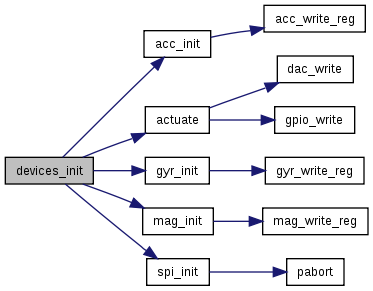 acc_write_reg
acc_init
dac_write
actuate
gpio_write
devices_init
gyr_init
gyr_write_reg
mag_init
mag_write_reg
spi_init
pabort